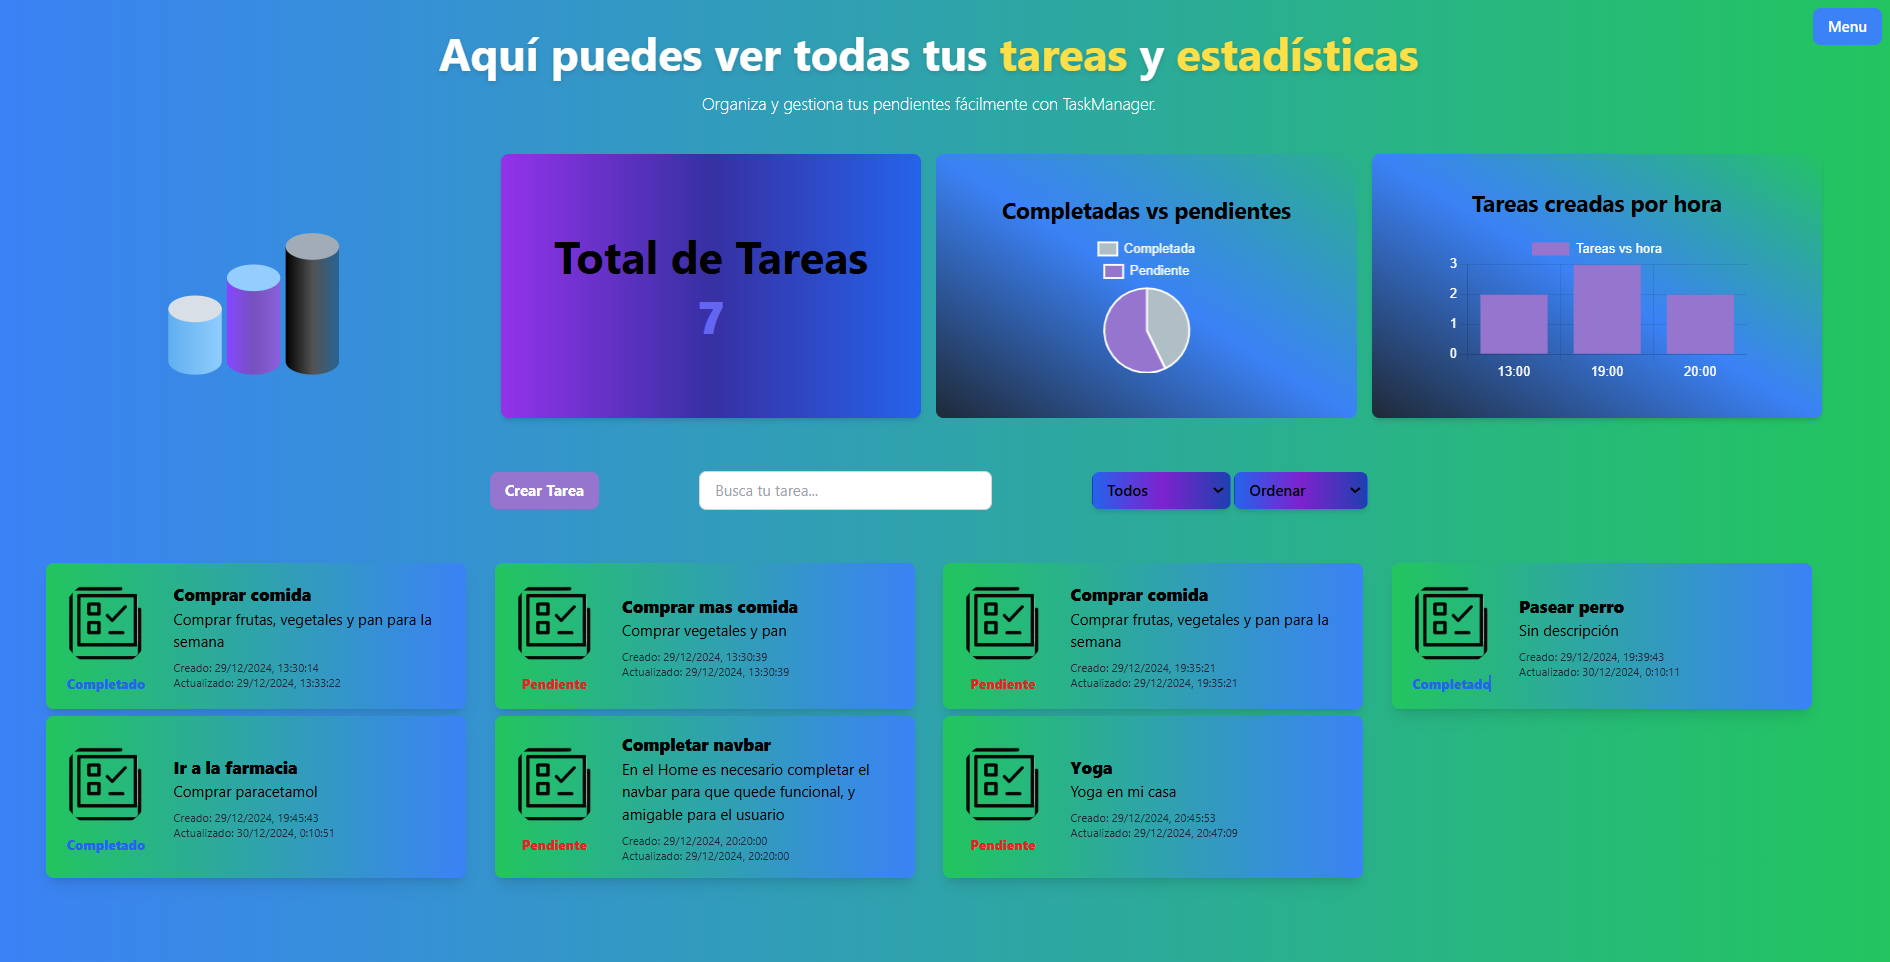 Menu
Aquí puedes ver todas tus tareas y estadísticas
Organiza y gestiona tus pendientes fácilmente con TaskManager.
Total de Tareas
7
Completadas vs pendientes
Completada
Pendiente
Tareas creadas por hora
Tareas vs hora
3
2
1
0
13:00 19:00 20:00
Crear Tarea
Busca tu tarea...
Todos
Ordenar
Comprar comida
Comprar frutas, vegetales y pan para la
semana
Creado: 29/12/2024, 13:30:14
Actualizado: 29/12/2024, 13:33:22
Completado
Comprar mas comida
Comprar vegetales y pan
Creado: 29/12/2024, 13:30:39
Actualizado: 29/12/2024, 13:30:39
Pendiente
Comprar comida
Comprar frutas, vegetales y pan para la
semana
Creado: 29/12/2024, 19:35:21
Actualizado: 29/12/2024, 19:35:21
Pendiente
Pasear perro
Sin descripción
Creado: 29/12/2024, 19:39:43
Actualizado: 30/12/2024, 0:10:11
Completado
Ir a la farmacia
Comprar paracetamol
Creado: 29/12/2024, 19:45:43
Actualizado: 30/12/2024, 0:10:51
Completado
Completar navbar
En el Home es necesario completar el
navbar para que quede funcional, y
amigable para el usuario
Creado: 29/12/2024, 20:20:00
Actualizado: 29/12/2024, 20:20:00
Pendiente
Yoga
Yoga en mi casa
Creado: 29/12/2024, 20:45:53
Actualizado: 29/12/2024, 20:47:09
Pendiente